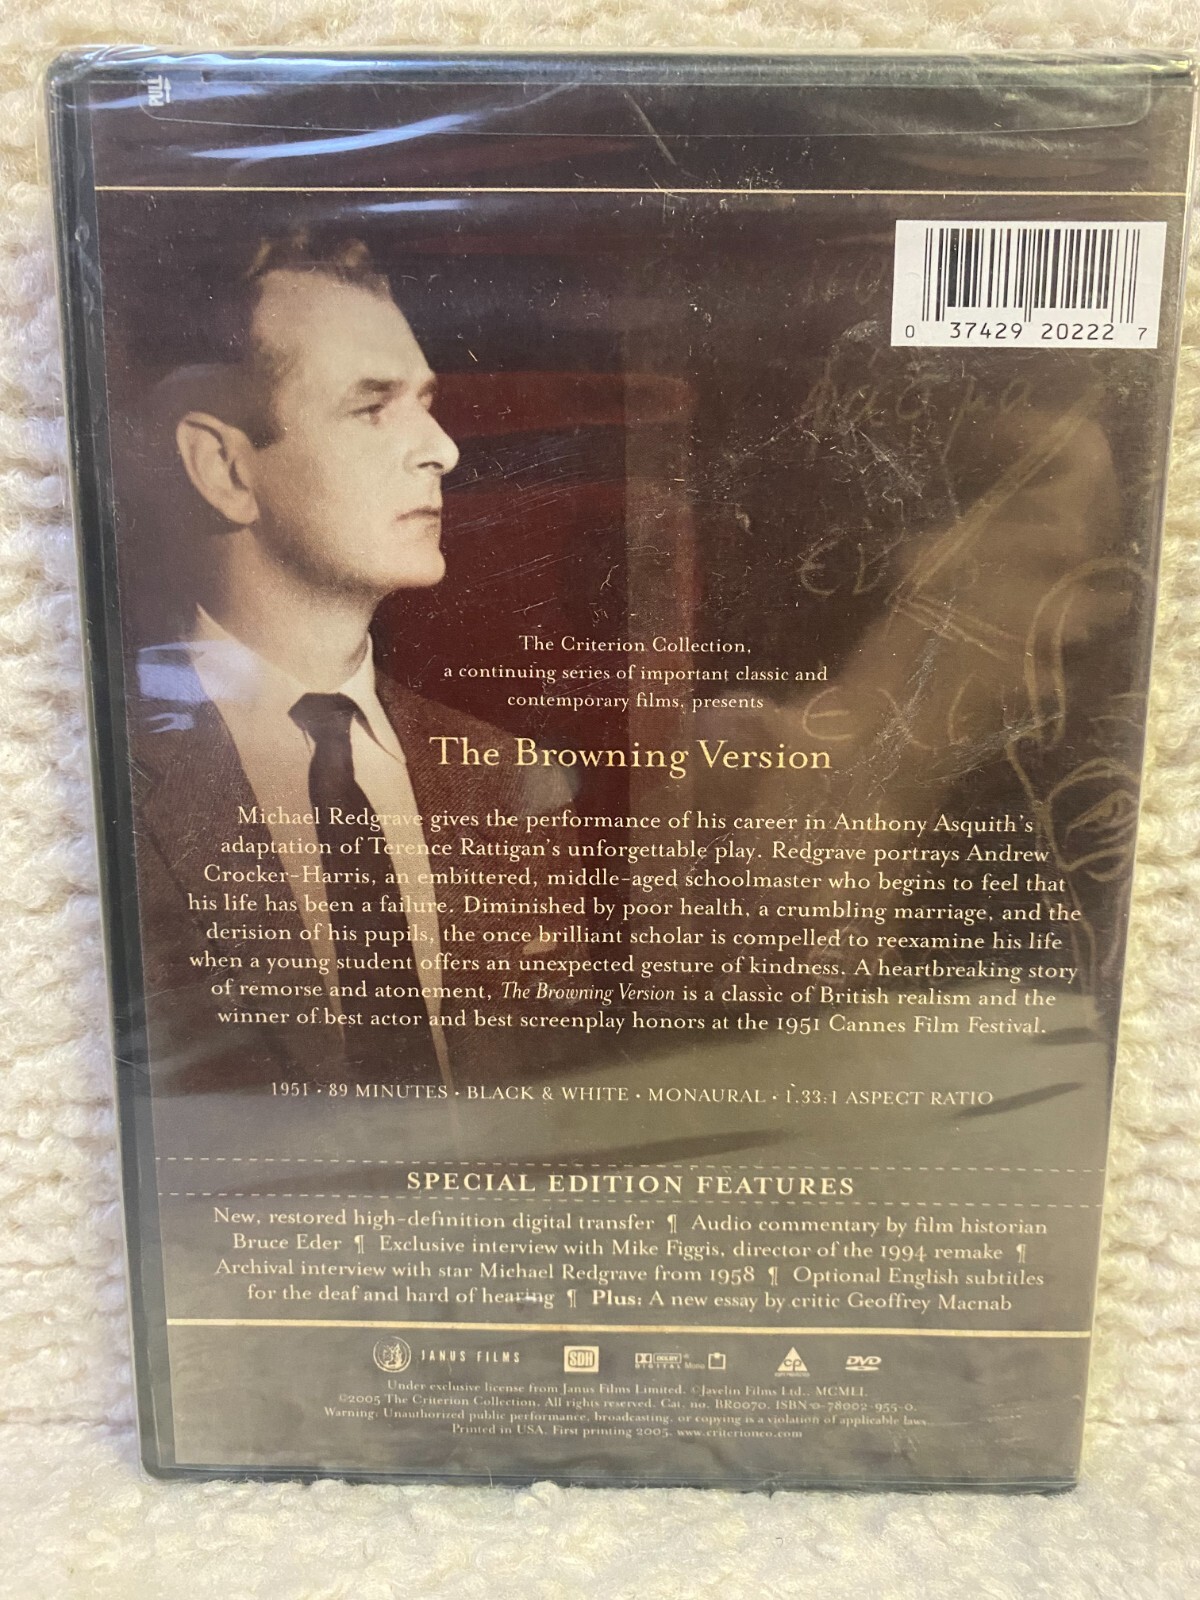 PULL
0 37429 20222 7
The Criterion Collection,
a continuing series of important classic and
contemporary films, presents
The Browning Version
Michael Redgrave gives the performance of his career in Anthony Asquith's
adaptation of Terence Rattigan's unforgettable play. Redgrave portrays Andrew
Crocker-Harris, an embittered, middle-aged schoolmaster who begins to feel that
his life has been a failure. Diminished by poor health, a crumbling marriage, and the
derision of his pupils, the once brilliant scholar is compelled to reexamine his life
when a young student offers an unexpected gesture of kindness. A heartbreaking story
of remorse and atonement, The Browning Version is a classic of British realism and the
winner of best actor and best screenplay honors at the 1951 Cannes Film Festival.
1951 · 89 MINUTES · BLACK & WHITE · MONAURAL · 1.33:1 ASPECT RATIO
SPECIAL EDITION FEATURES
New, restored high-definition digital transfer ¶ Audio commentary by film historian
Bruce Eder ¶ Exclusive interview with Mike Figgis, director of the 1994 remake ¶
Archival interview with star Michael Redgrave from 1958 ¶ Optional English subtitles
for the deaf and hard of hearing ¶ Plus: A new essay by critic Geoffrey Macnab
JANUS FILMS SDH DOLBY DIGITAL Mono CP DVD
Under exclusive license from Janus Films Limited. ©Javelin Films Ltd., MCMLI.
©2005 The Criterion Collection. All rights reserved. Cat. no. BR0070. ISBN 0-78002-955-0.
Warning: Unauthorized public performance, broadcasting, or copying is a violation of applicable laws.
Printed in USA. First printing 2005. www.criterionco.com